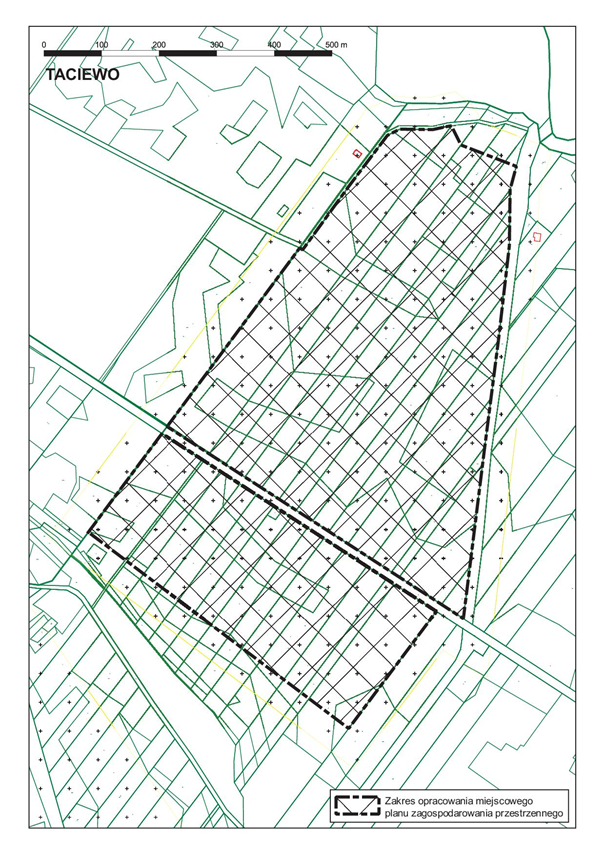 0 100 200 300 400 500 m
TACIEWO
Zakres opracowania miejscowego
planu zagospodarowania przestrzennego